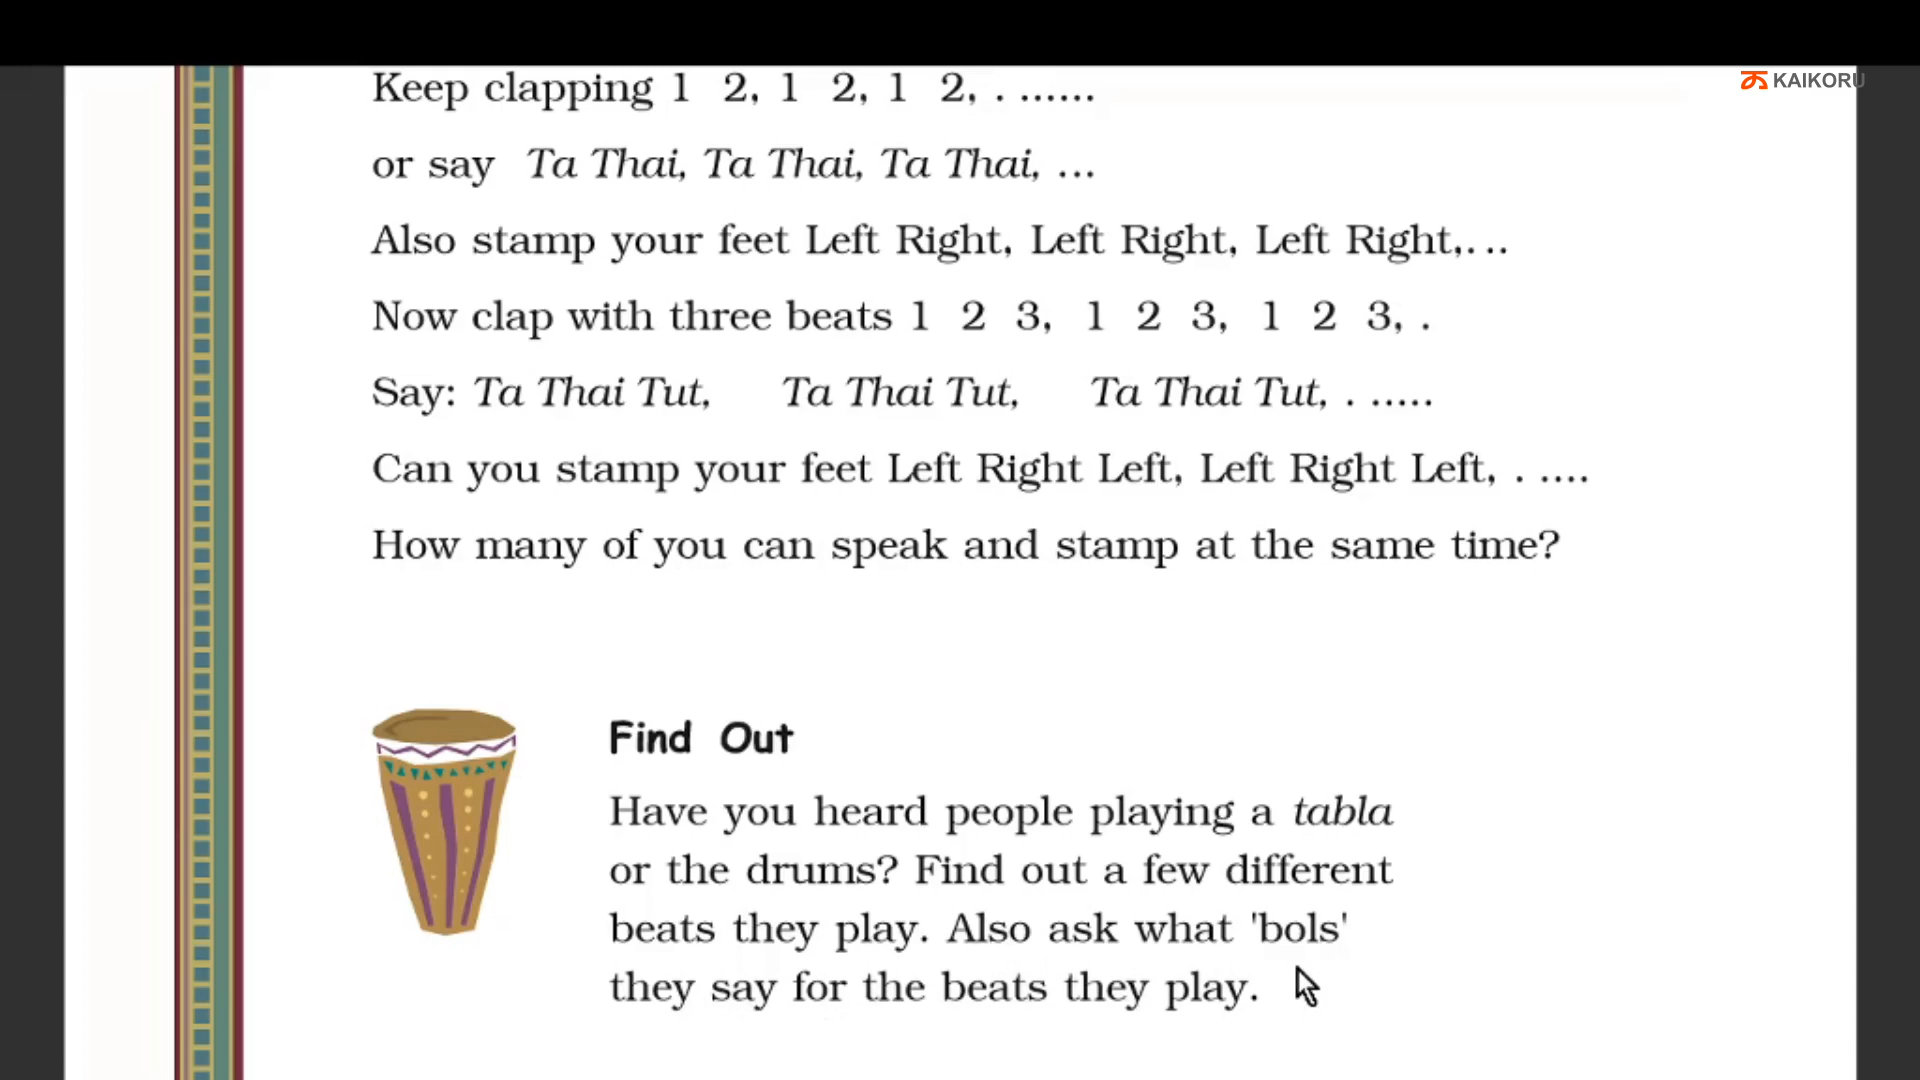 KAIKORU
Keep clapping 1 2, 1 2, 1 2, . ......
or say Ta Thai, Ta Thai, Ta Thai, ...
Also stamp your feet Left Right, Left Right, Left Right,. ..
Now clap with three beats 1 2 3, 1 2 3, 1 2 3, .
Say: Ta Thai Tut, Ta Thai Tut, Ta Thai Tut, . .....
Can you stamp your feet Left Right Left, Left Right Left, . ....
How many of you can speak and stamp at the same time?
Find Out
Have you heard people playing a tabla
or the drums? Find out a few different
beats they play. Also ask what 'bols'
they say for the beats they play.